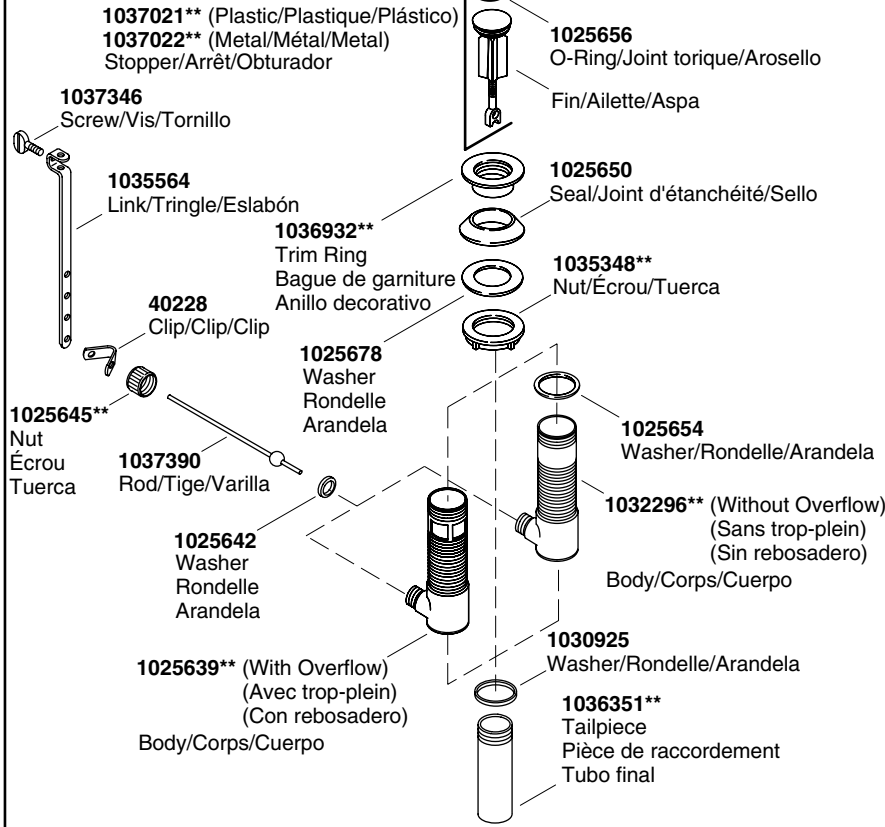 1037021** (Plastic/Plastique/Plástico)
1037022** (Metal/Métal/Metal)
Stopper/Arrêt/Obturador
1025656
O-Ring/Joint torique/Arosello
Fin/Ailette/Aspa
1037346
Screw/Vis/Tornillo
1035564
Link/Tringle/Eslabón
1025650
Seal/Joint d'étanchéité/Sello
1036932**
Trim Ring
Bague de garniture
Anillo decorativo
1035348**
Nut/Écrou/Tuerca
40228
Clip/Clip/Clip
1025678
Washer
Rondelle
Arandela
1025645**
Nut
Écrou
Tuerca
1037390
Rod/Tige/Varilla
1025654
Washer/Rondelle/Arandela
1032296** (Without Overflow)
(Sans trop-plein)
(Sin rebosadero)
Body/Corps/Cuerpo
1025642
Washer
Rondelle
Arandela
1025639** (With Overflow)
(Avec trop-plein)
(Con rebosadero)
Body/Corps/Cuerpo
1030925
Washer/Rondelle/Arandela
1036351**
Tailpiece
Pièce de raccordement
Tubo final